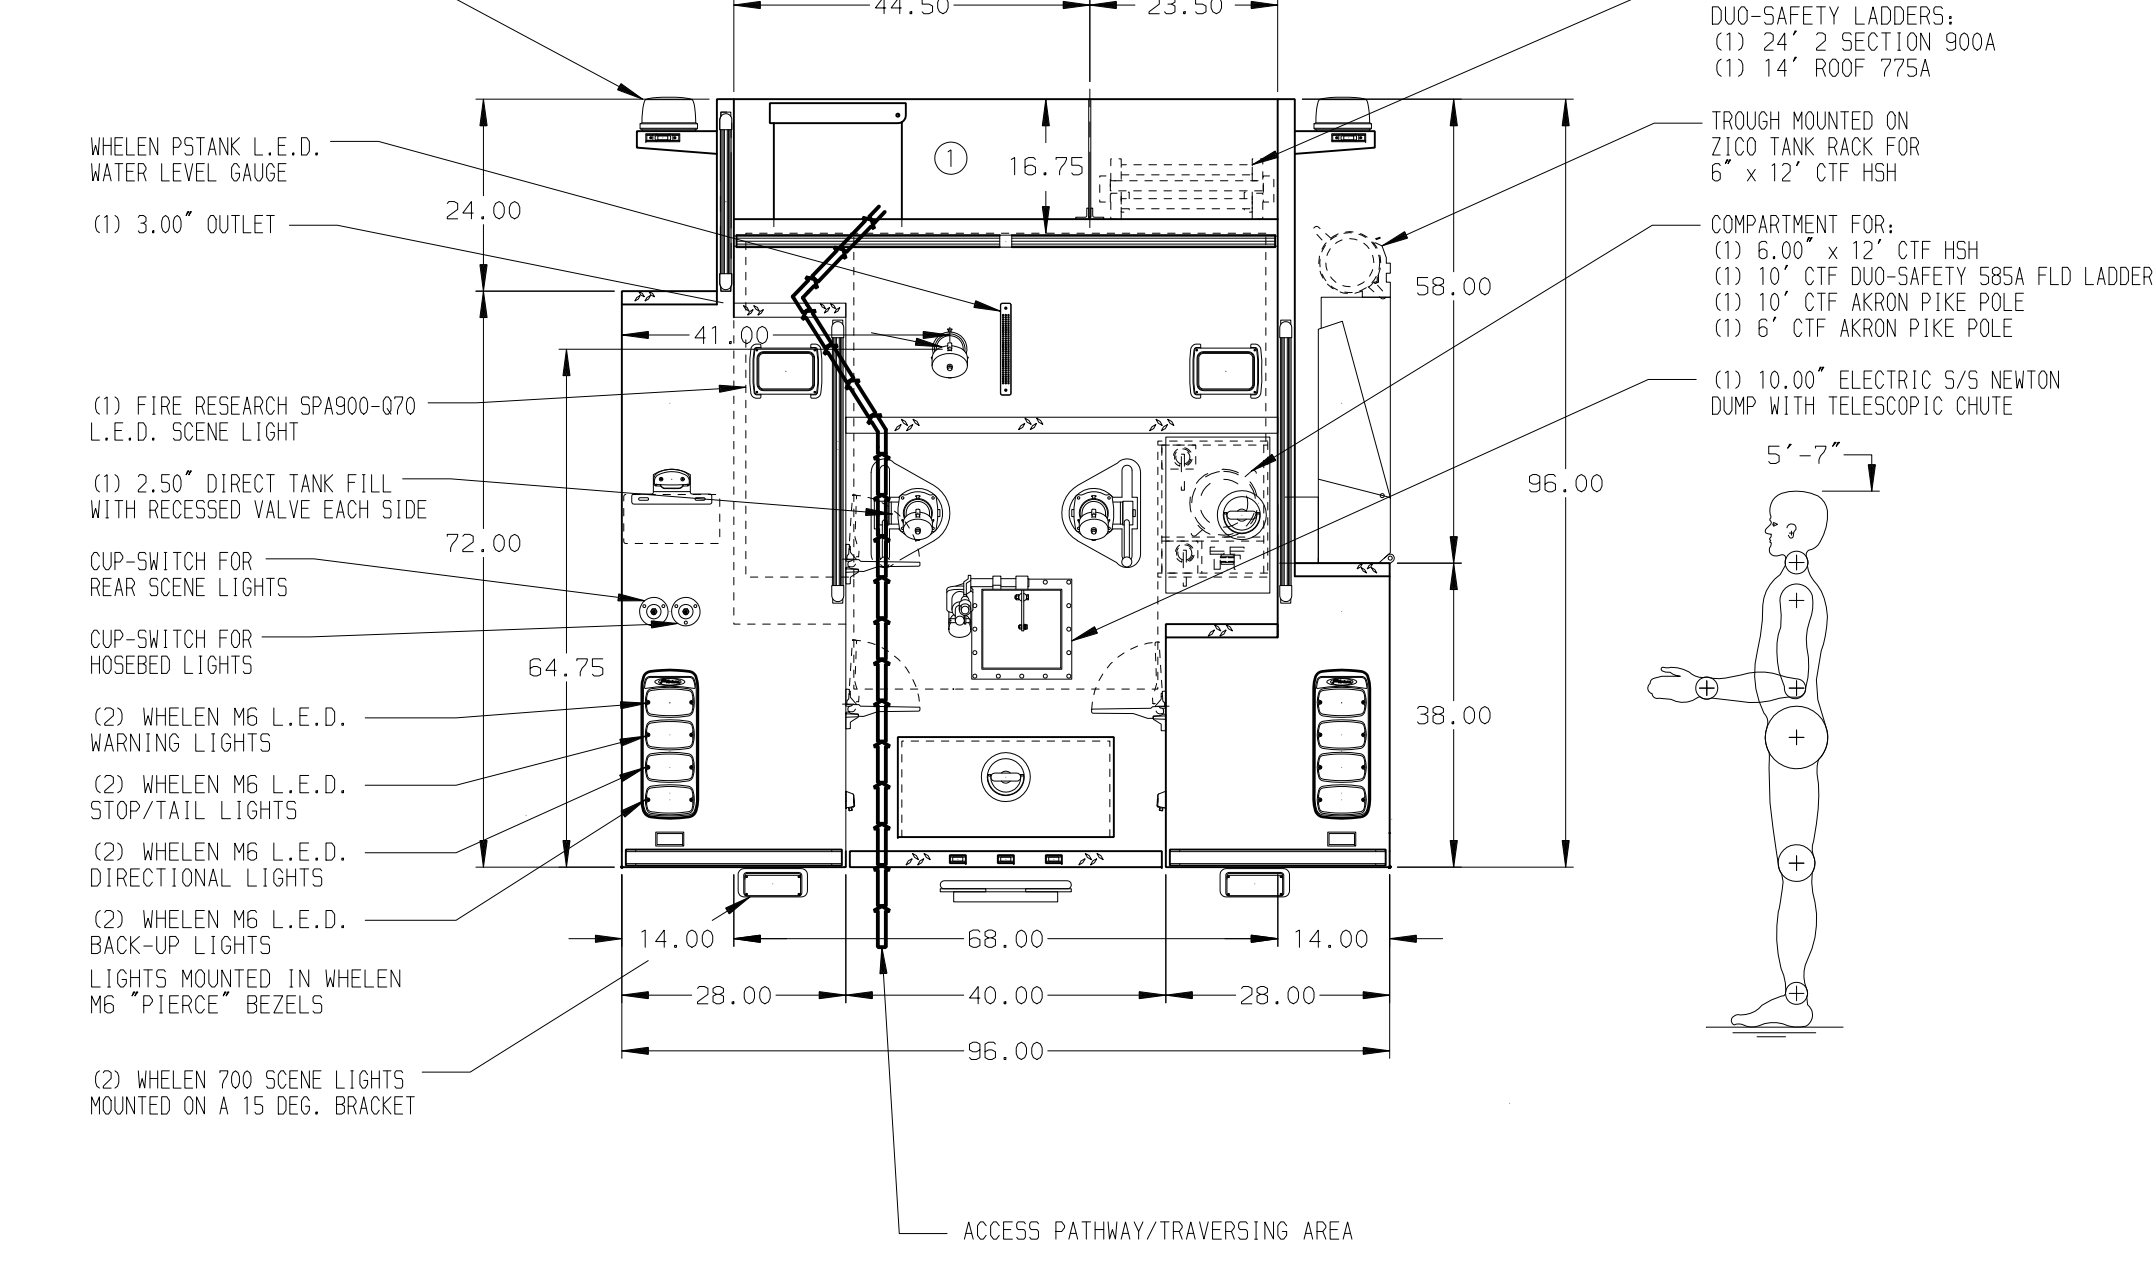 44.50
23.50
DUO-SAFETY LADDERS:
(1) 24' 2 SECTION 900A
(1) 14' ROOF 775A
WHELEN PSTANK L.E.D.
WATER LEVEL GAUGE
(1) 3.00" OUTLET
24.00
1
16.75
TROUGH MOUNTED ON
ZICO TANK RACK FOR
6" x 12' CTF HSH
COMPARTMENT FOR:
(1) 6.00" x 12' CTF HSH
(1) 10' CTF DUO-SAFETY 585A FLD LADDER
(1) 10' CTF AKRON PIKE POLE
(1) 6' CTF AKRON PIKE POLE
58.00
41.00
(1) 10.00" ELECTRIC S/S NEWTON
DUMP WITH TELESCOPIC CHUTE
(1) FIRE RESEARCH SPA900-Q70
L.E.D. SCENE LIGHT
(1) 2.50" DIRECT TANK FILL
WITH RECESSED VALVE EACH SIDE
5'-7"
96.00
72.00
CUP-SWITCH FOR
REAR SCENE LIGHTS
CUP-SWITCH FOR
HOSEBED LIGHTS
64.75
38.00
(2) WHELEN M6 L.E.D.
WARNING LIGHTS
(2) WHELEN M6 L.E.D.
STOP/TAIL LIGHTS
(2) WHELEN M6 L.E.D.
DIRECTIONAL LIGHTS
(2) WHELEN M6 L.E.D.
BACK-UP LIGHTS
LIGHTS MOUNTED IN WHELEN
M6 "PIERCE" BEZELS
14.00
68.00
14.00
28.00
40.00
28.00
96.00
(2) WHELEN 700 SCENE LIGHTS
MOUNTED ON A 15 DEG. BRACKET
ACCESS PATHWAY/TRAVERSING AREA